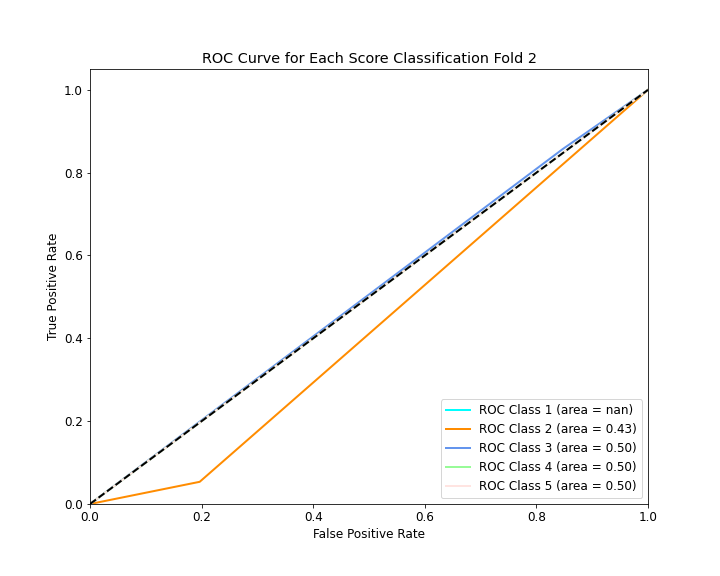 ROC Curve for Each Score Classification Fold 2
1.0
0.8
0.6
0.4
0.2
0.0
True Positive Rate
ROC Class 1 (area = nan)
ROC Class 2 (area = 0.43)
ROC Class 3 (area = 0.50)
ROC Class 4 (area = 0.50)
ROC Class 5 (area = 0.50)
0.0 0.2 0.4 0.6 0.8 1.0
False Positive Rate